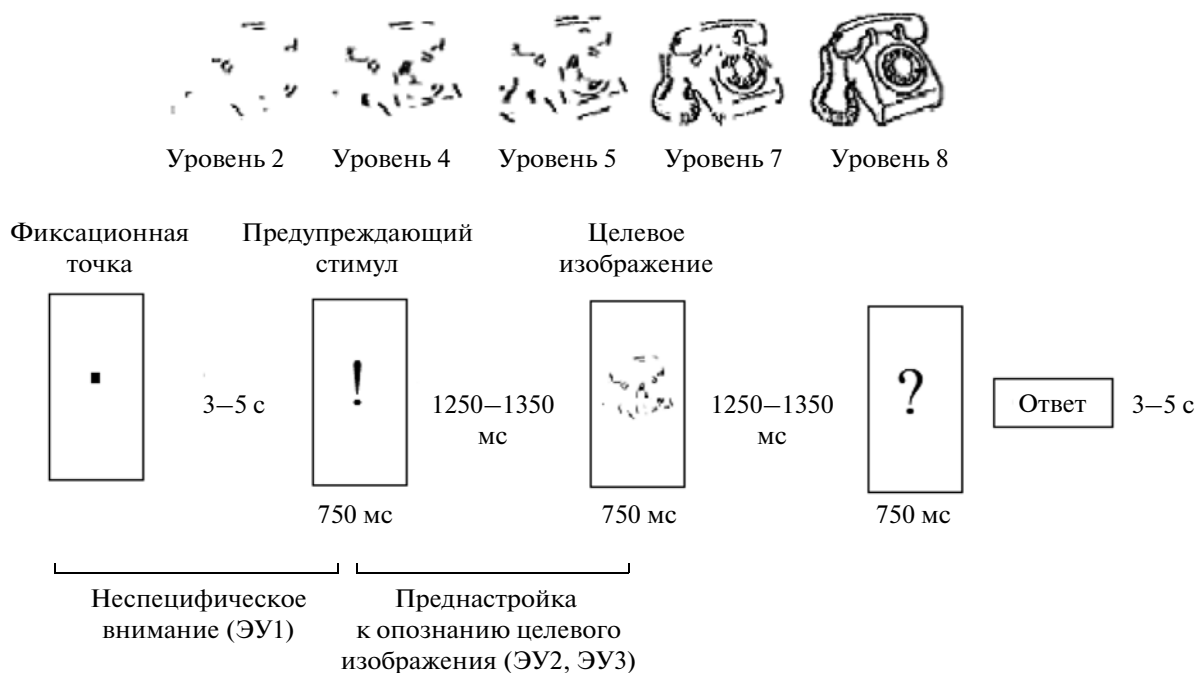 Уровень 2 Уровень 4 Уровень 5 Уровень 7 Уровень 8
Фиксационная
точка
Предупреждающий
стимул
Целевое
изображение
3–5 с
!
1250–1350
мс
1250–1350
мс
?
Ответ
3–5 с
750 мс
750 мс
750 мс
Неспецифическое
внимание (ЭУ1)
Преднастройка
к опознанию целевого
изображения (ЭУ2, ЭУ3)